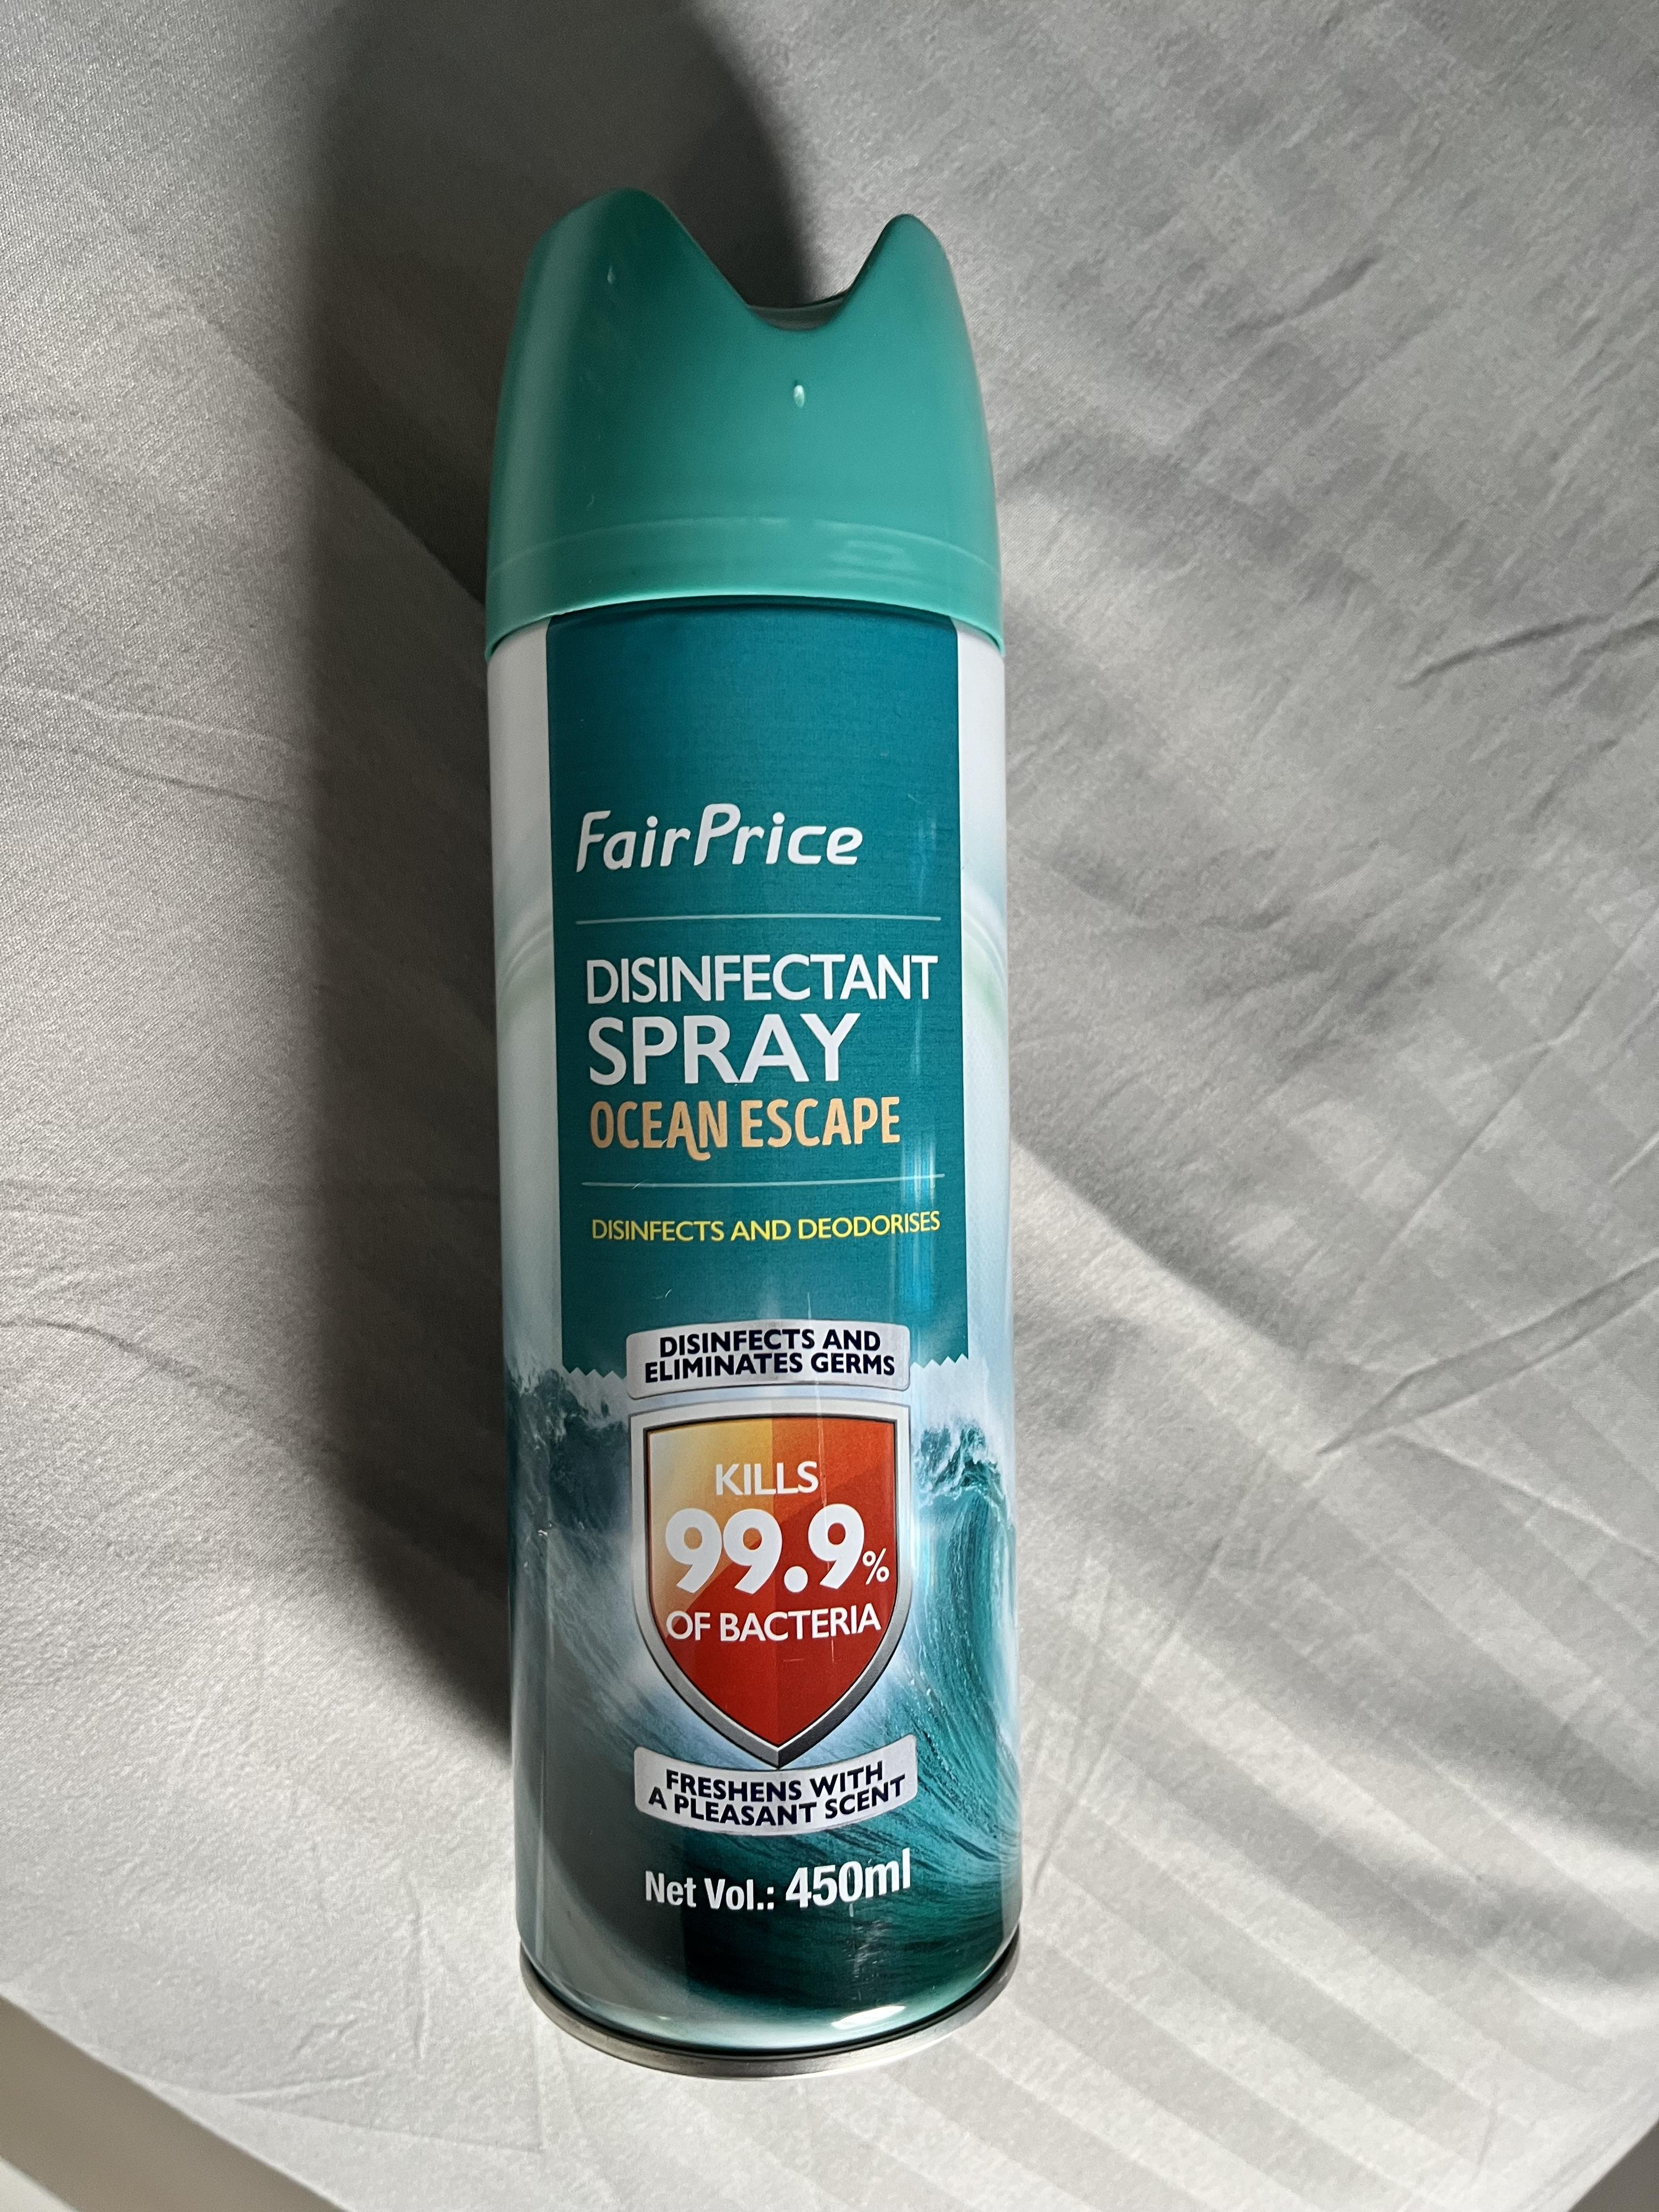 FairPrice
DISINFECTANT
SPRAY
OCEAN ESCAPE
DISINFECTS AND DEODORISES
DISINFECTS AND
ELIMINATES GERMS
KILLS
99.9%
OF BACTERIA
FRESHENS WITH
A PLEASANT SCENT
Net Vol.: 450ml